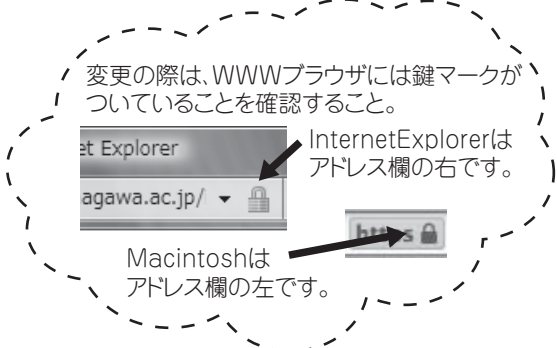 変更の際は、WWWブラウザには鍵マークが
ついていることを確認すること。
et Explorer
InternetExplorerは
アドレス欄の右です。
agawa.ac.jp/
https
Macintoshは
アドレス欄の左です。